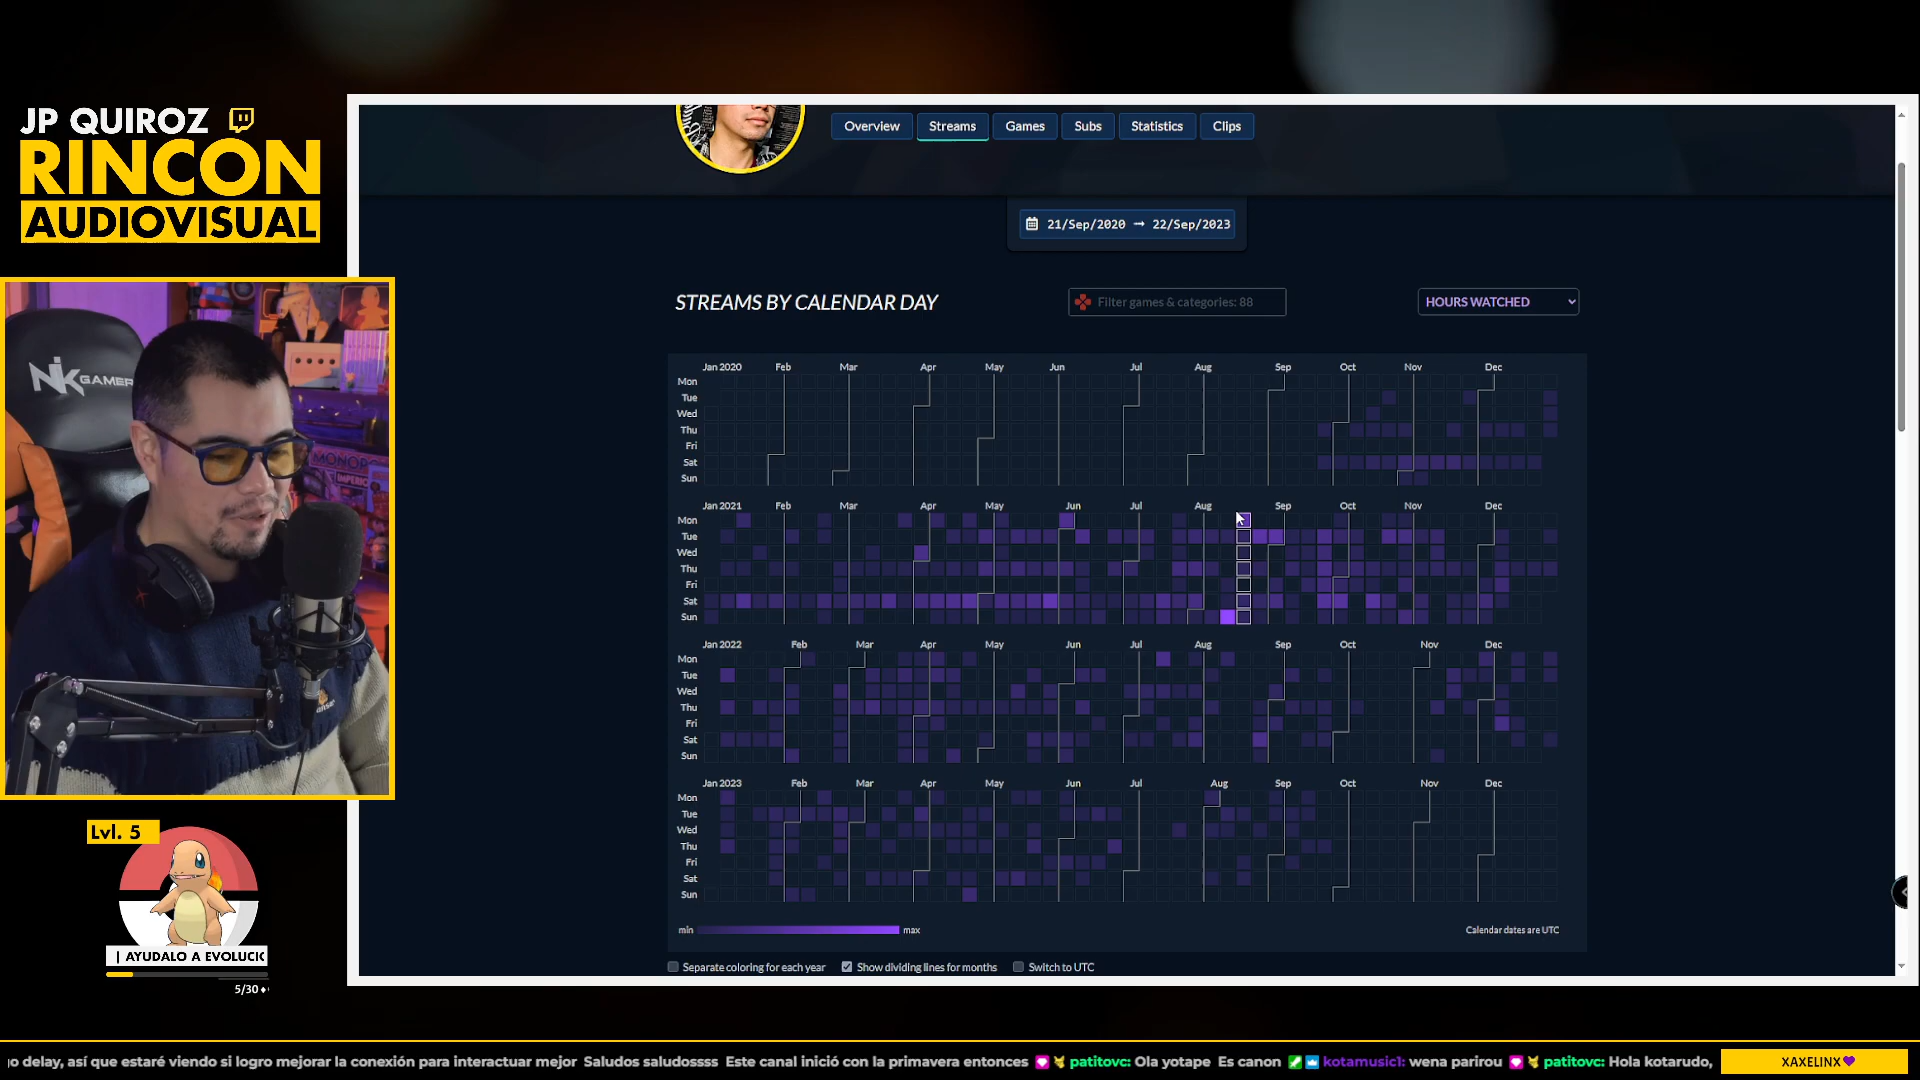 JP QUIROZ
RINCÓN
AUDIOVISUAL
Overview Streams Games Subs Statistics Clips
21/Sep/2020 → 22/Sep/2023
STREAMS BY CALENDAR DAY
Filter games & categories: 88
HOURS WATCHED
Jan 2020 Feb Mar Apr May Jun Jul Aug Sep Oct Nov Dec
Mon
Tue
Wed
Thu
Fri
Sat
Sun
Jan 2021 Feb Mar Apr May Jun Jul Aug Sep Oct Nov Dec
Mon
Tue
Wed
Thu
Fri
Sat
Sun
Jan 2022 Feb Mar Apr May Jun Jul Aug Sep Oct Nov Dec
Mon
Tue
Wed
Thu
Fri
Sat
Sun
Jan 2023 Feb Mar Apr May Jun Jul Aug Sep Oct Nov Dec
Mon
Tue
Wed
Thu
Fri
Sat
Sun
min max
Calendar dates are UTC
Separate coloring for each year Show dividing lines for months Switch to UTC
NK GAMER
MONOPO
Lvl. 5
| AYUDALO A EVOLUCIO
5/30
go delay, así que estaré viendo si logro mejorar la conexión para interactuar mejor Saludos saludossss Este canal inició con la primavera entonces patitovc: Ola yotape Es canon kotamusic1: wena parirou patitovc: Hola kotarudo,
XAXELINX